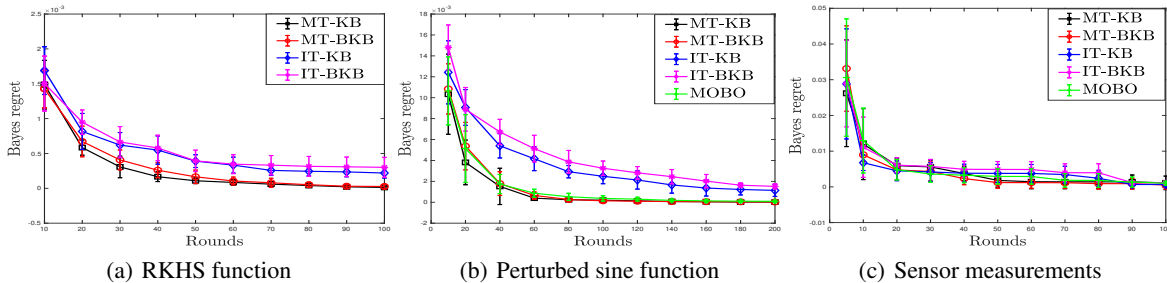 ×10⁻³
2.5
2
1.5
1
0.5
0
-0.5
10 20 30 40 50 60 70 80 90 100
Bayes regret
Rounds
MT-KB
MT-BKB
IT-KB
IT-BKB
(a) RKHS function
×10⁻³
18
16
14
12
10
8
6
4
2
0
-2
0 20 40 60 80 100 120 140 160 180 200
Bayes regret
Rounds
MT-KB
MT-BKB
IT-KB
IT-BKB
MOBO
(b) Perturbed sine function
0.05
0.04
0.03
0.02
0.01
0
-0.01
0 10 20 30 40 50 60 70 80 90 100
Bayes regret
Rounds
MT-KB
MT-BKB
IT-KB
IT-BKB
MOBO
(c) Sensor measurements